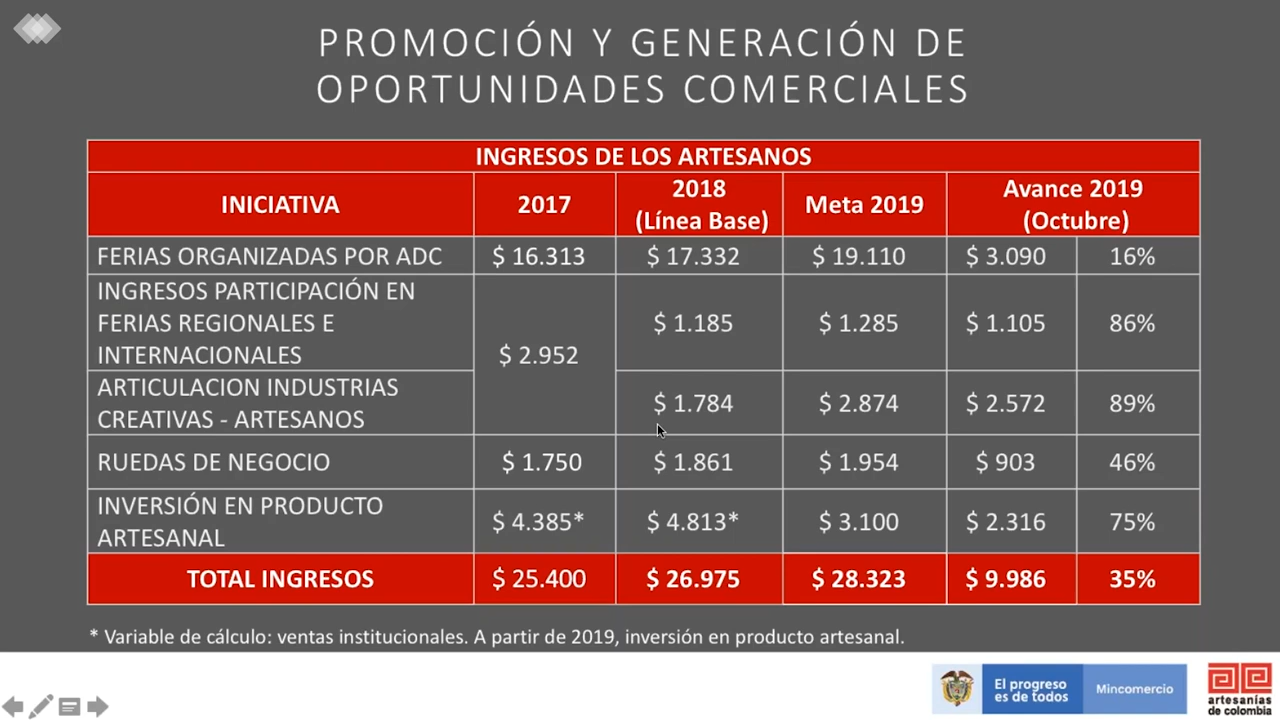 PROMOCIÓN Y GENERACIÓN DE
OPORTUNIDADES COMERCIALES
INGRESOS DE LOS ARTESANOS
INICIATIVA 2017 2018 (Línea Base) Meta 2019 Avance 2019 (Octubre)
FERIAS ORGANIZADAS POR ADC $ 16.313 $ 17.332 $ 19.110 $ 3.090 16%
INGRESOS PARTICIPACIÓN EN
FERIAS REGIONALES E
INTERNACIONALES
$ 2.952
$ 1.185 $ 1.285 $ 1.105 86%
ARTICULACION INDUSTRIAS
CREATIVAS - ARTESANOS
$ 1.784 $ 2.874 $ 2.572 89%
RUEDAS DE NEGOCIO $ 1.750 $ 1.861 $ 1.954 $ 903 46%
INVERSIÓN EN PRODUCTO
ARTESANAL
$ 4.385* $ 4.813* $ 3.100 $ 2.316 75%
TOTAL INGRESOS $ 25.400 $ 26.975 $ 28.323 $ 9.986 35%
* Variable de cálculo: ventas institucionales. A partir de 2019, inversión en producto artesanal.
El progreso
es de todos
Mincomercio
artesanías
de colombia